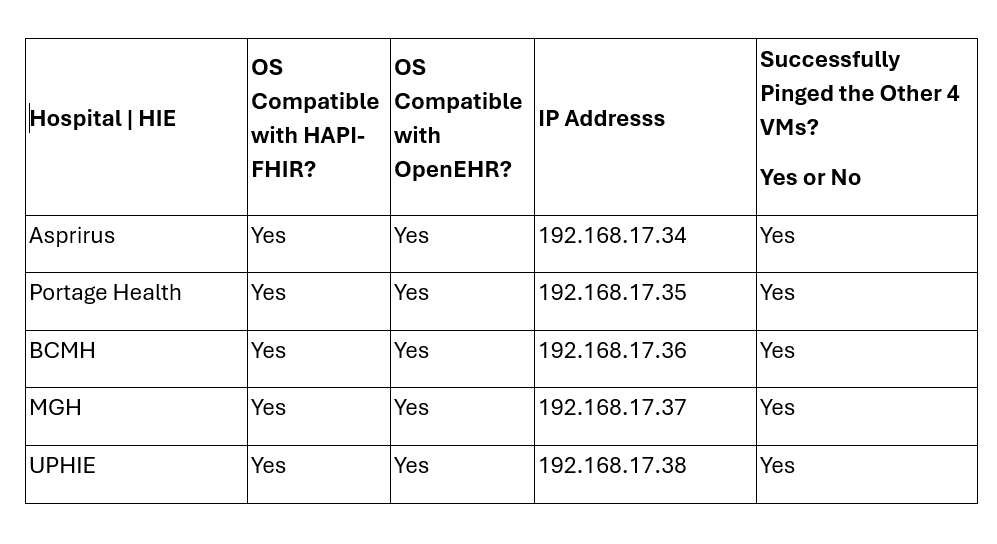 Hospital | HIE
OS
Compatible
with HAPI-
FHIR?
OS
Compatible
with
OpenEHR?
IP Addresss
Successfully
Pinged the Other 4
VMs?
Yes or No
Asprirus
Yes
Yes
192.168.17.34
Yes
Portage Health
Yes
Yes
192.168.17.35
Yes
BCMH
Yes
Yes
192.168.17.36
Yes
MGH
Yes
Yes
192.168.17.37
Yes
UPHIE
Yes
Yes
192.168.17.38
Yes